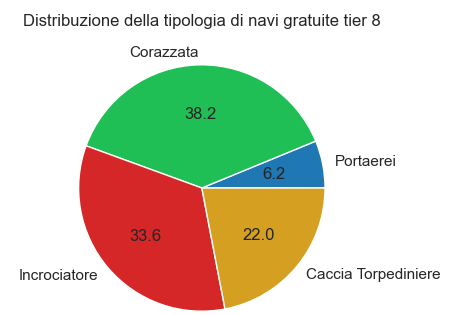 Distribuzione della tipologia di navi gratuite tier 8
Corazzata
38.2
Portaerei
6.2
33.6
22.0
Incrociatore
Caccia Torpediniere